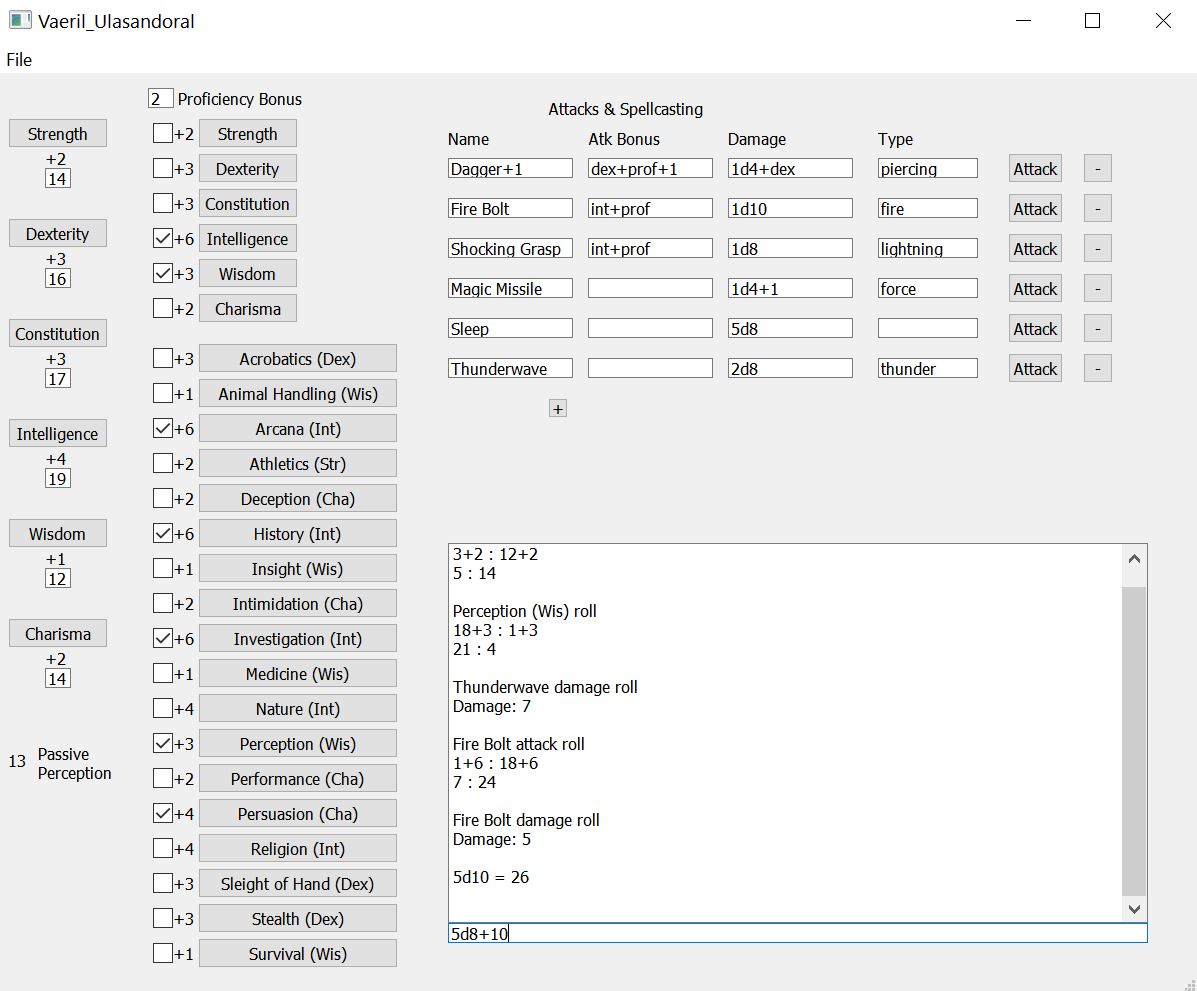 Vaeril_Ulasandoral
File
2 Proficiency Bonus
Strength
+2
14
Dexterity
+3
16
Constitution
+3
17
Intelligence
+4
19
Wisdom
+1
12
Charisma
+2
14
13 Passive
Perception
+2 Strength
+3 Dexterity
+3 Constitution
+6 Intelligence
+3 Wisdom
+2 Charisma
+3 Acrobatics (Dex)
+1 Animal Handling (Wis)
+6 Arcana (Int)
+2 Athletics (Str)
+2 Deception (Cha)
+6 History (Int)
+1 Insight (Wis)
+2 Intimidation (Cha)
+6 Investigation (Int)
+1 Medicine (Wis)
+4 Nature (Int)
+3 Perception (Wis)
+2 Performance (Cha)
+4 Persuasion (Cha)
+4 Religion (Int)
+3 Sleight of Hand (Dex)
+3 Stealth (Dex)
+1 Survival (Wis)
Attacks & Spellcasting
Name Atk Bonus Damage Type
Dagger+1 dex+prof+1 1d4+dex piercing Attack -
Fire Bolt int+prof 1d10 fire Attack -
Shocking Grasp int+prof 1d8 lightning Attack -
Magic Missile 1d4+1 force Attack -
Sleep 5d8 Attack -
Thunderwave 2d8 thunder Attack -
+
3+2 : 12+2
5 : 14
Perception (Wis) roll
18+3 : 1+3
21 : 4
Thunderwave damage roll
Damage: 7
Fire Bolt attack roll
1+6 : 18+6
7 : 24
Fire Bolt damage roll
Damage: 5
5d10 = 26
5d8+10